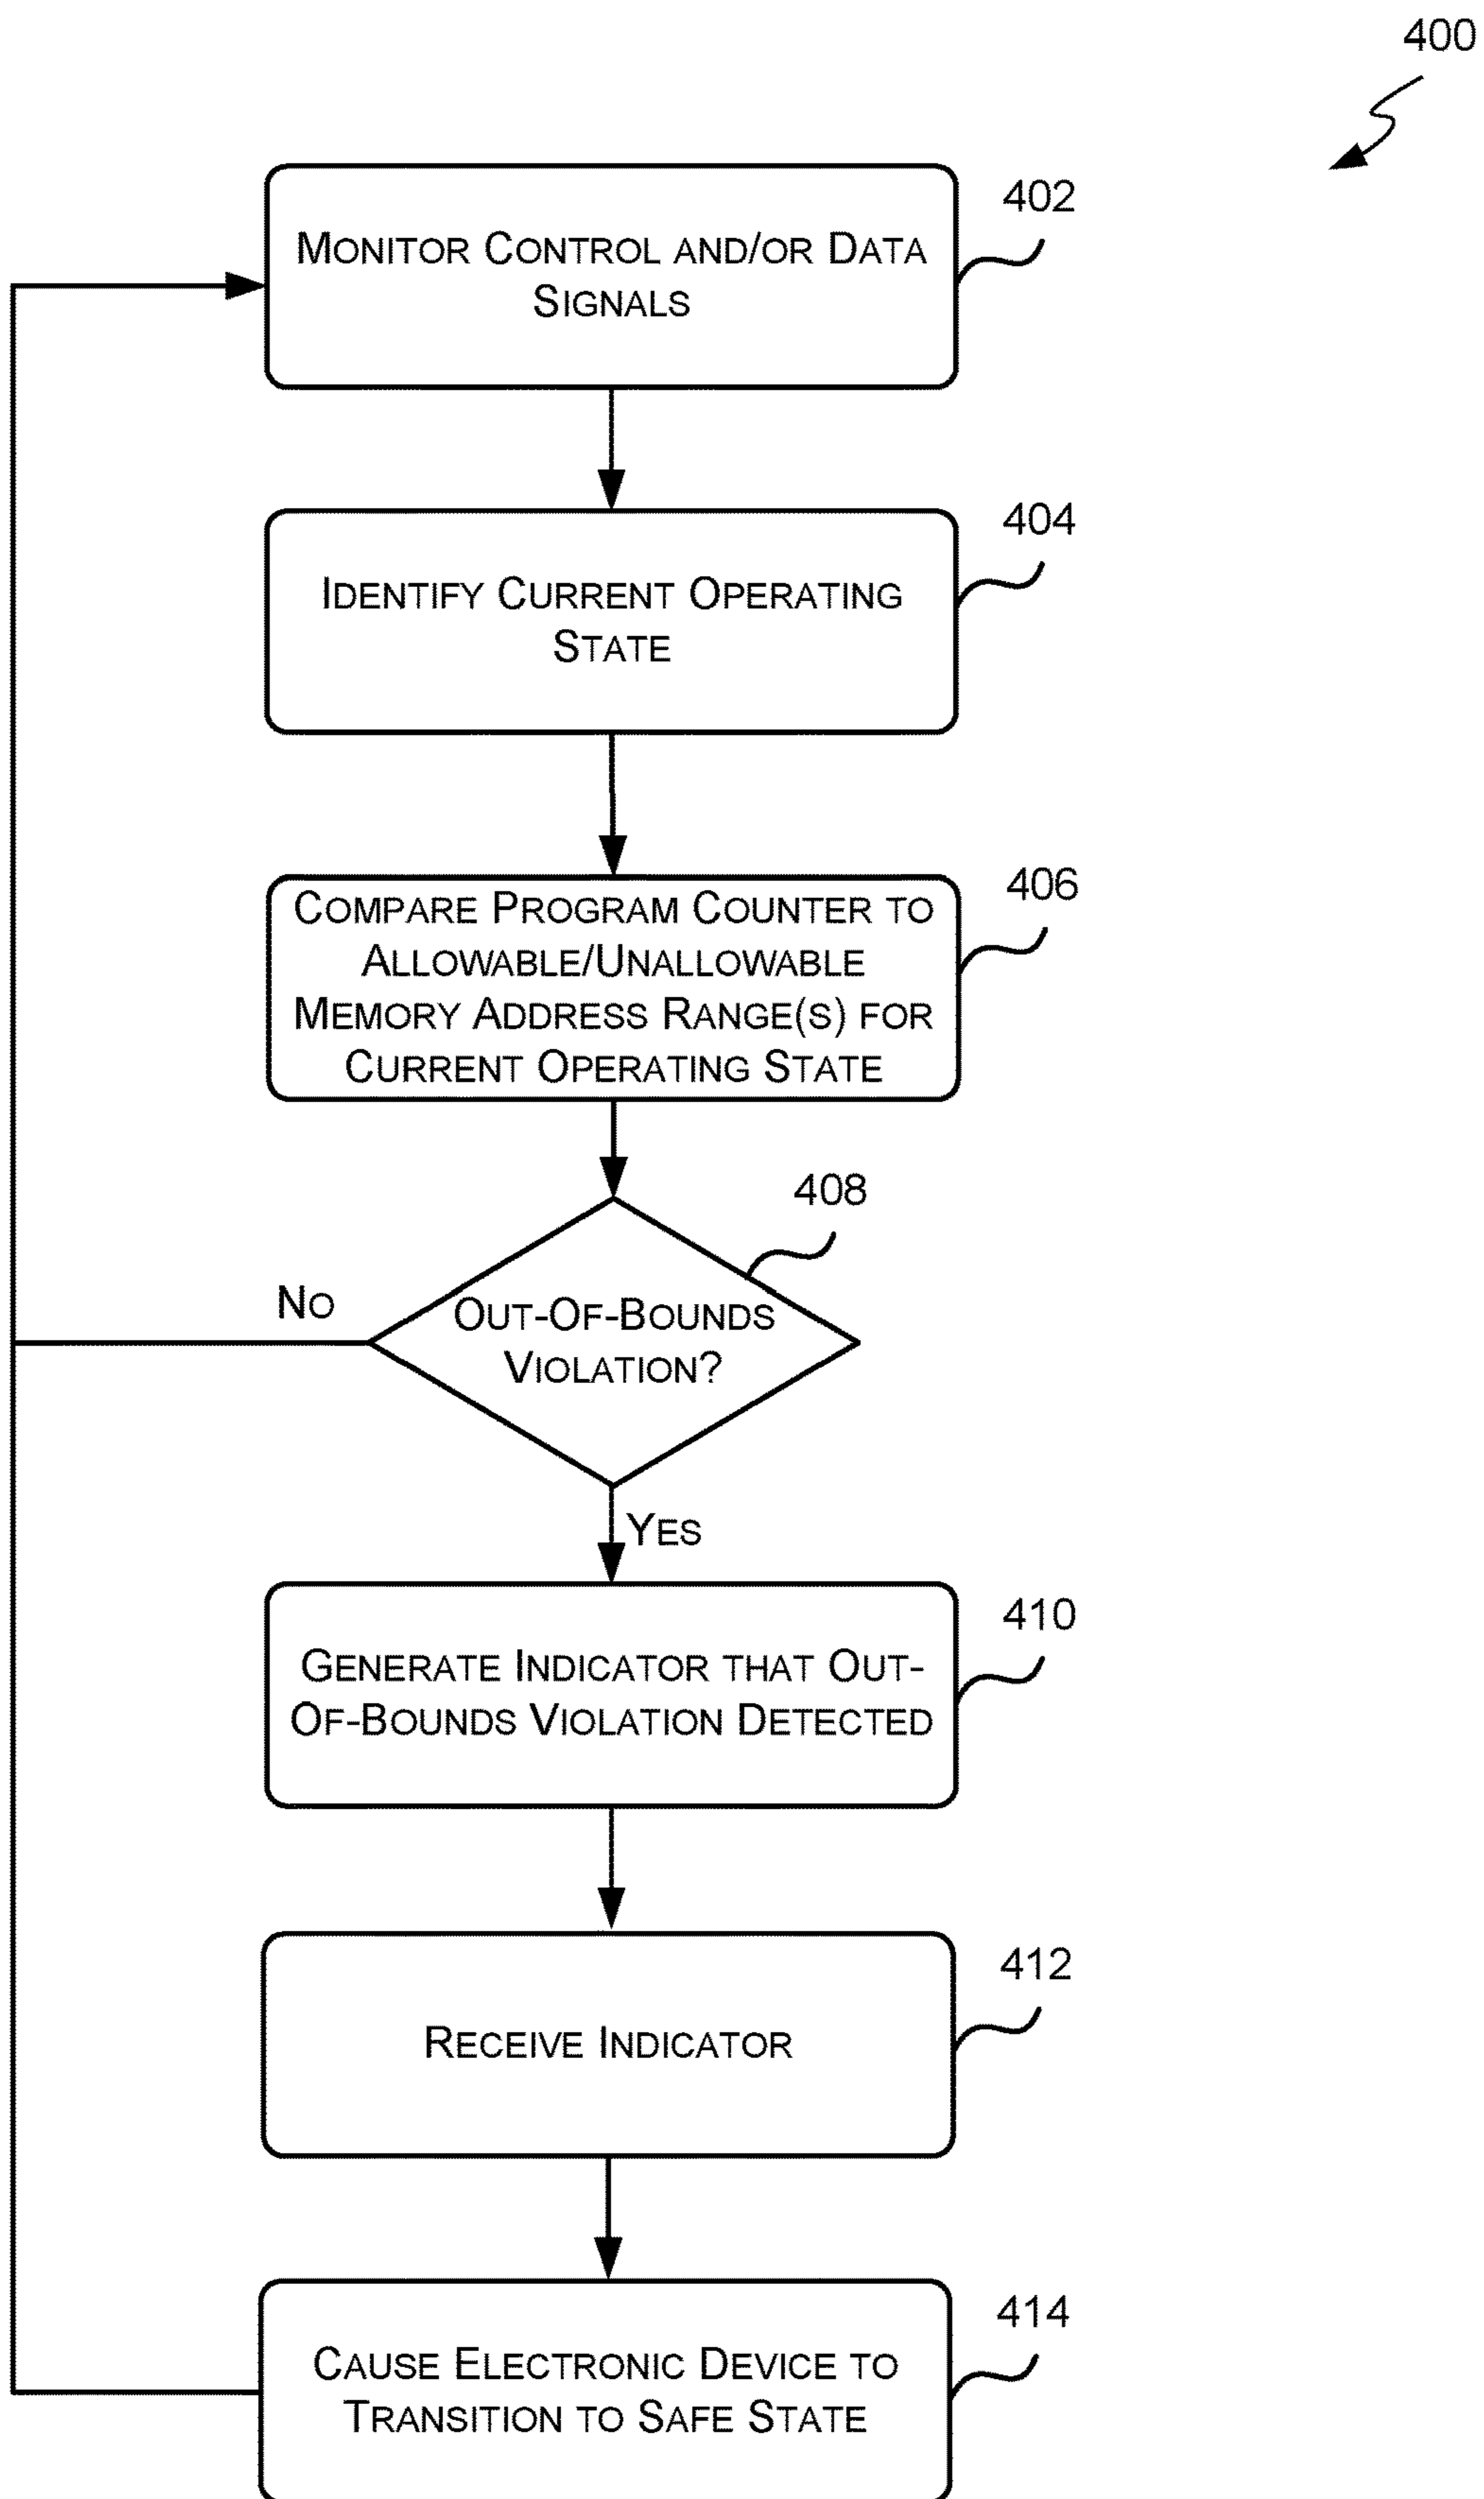 400
402
MONITOR CONTROL AND/OR DATA
SIGNALS
404
IDENTIFY CURRENT OPERATING
STATE
406
COMPARE PROGRAM COUNTER TO
ALLOWABLE/UNALLOWABLE
MEMORY ADDRESS RANGE(S) FOR
CURRENT OPERATING STATE
408
NO
OUT-OF-BOUNDS
VIOLATION?
YES
410
GENERATE INDICATOR THAT OUT-
OF-BOUNDS VIOLATION DETECTED
412
RECEIVE INDICATOR
414
CAUSE ELECTRONIC DEVICE TO
TRANSITION TO SAFE STATE